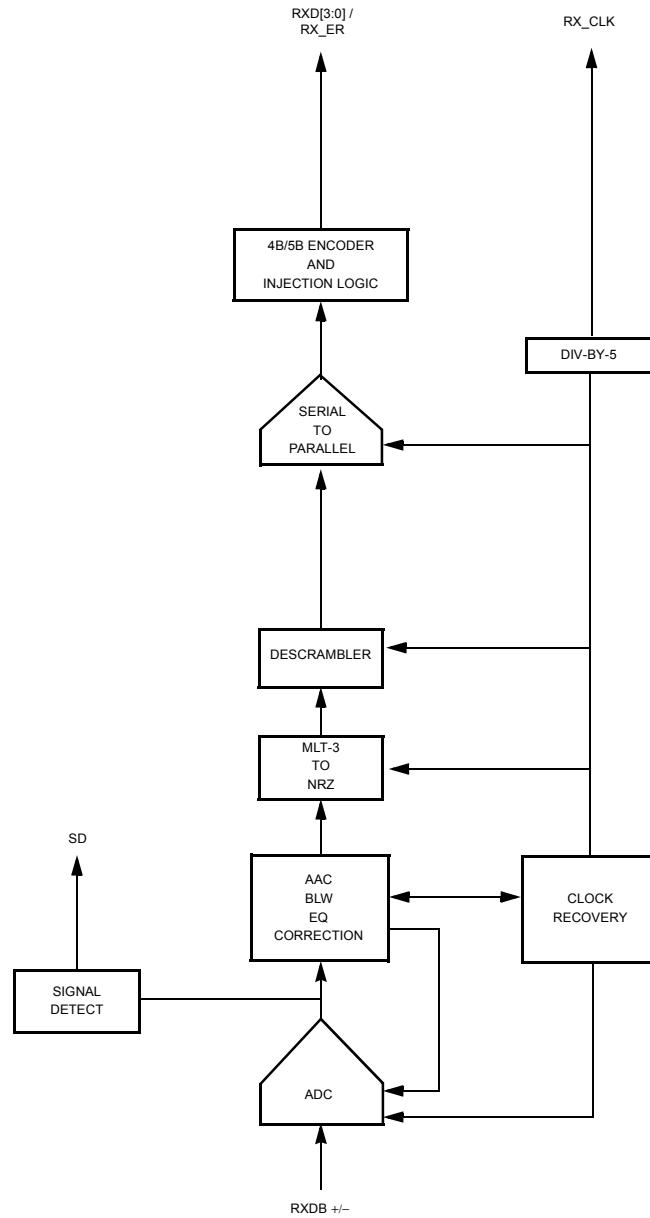 RXD[3:0] /
RX_ER
RX_CLK
4B/5B ENCODER
AND
INJECTION LOGIC
DIV-BY-5
SERIAL
TO
PARALLEL
DESCRAMBLER
MLT-3
TO
NRZ
SD
AAC
BLW
EQ
CORRECTION
CLOCK
RECOVERY
SIGNAL
DETECT
ADC
RXDB +/−